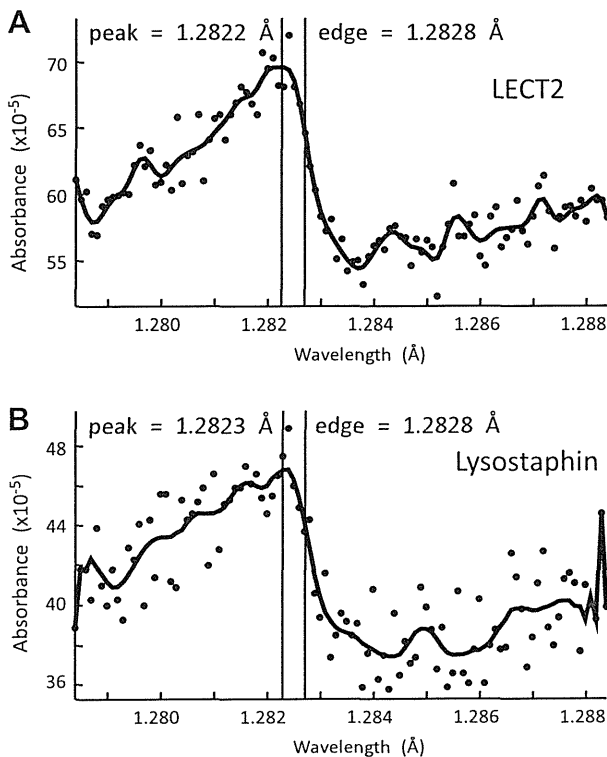 A
peak = 1.2822 Å
edge = 1.2828 Å
LECT2
70
65
60
55
Absorbance (x10-5)
1.280
1.282
1.284
1.286
1.288
Wavelength (Å)
B
peak = 1.2823 Å
edge = 1.2828 Å
Lysostaphin
48
44
40
36
Absorbance (x10-5)
1.280
1.282
1.284
1.286
1.288
Wavelength (Å)